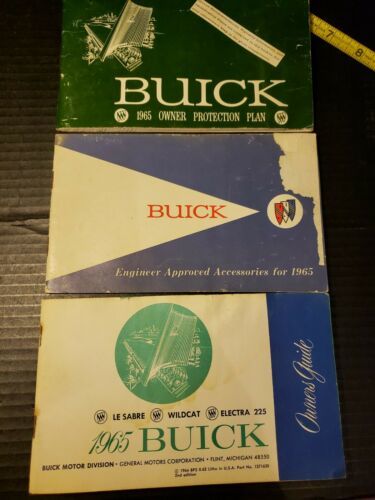 BUICK
1965 OWNER PROTECTION PLAN
7
8
BUICK
Engineer Approved Accessories for 1965
LE SABRE WILDCAT ELECTRA 225
1965 BUICK
BUICK MOTOR DIVISION - GENERAL MOTORS CORPORATION - FLINT, MICHIGAN 48550
2nd edition
Owners Guide